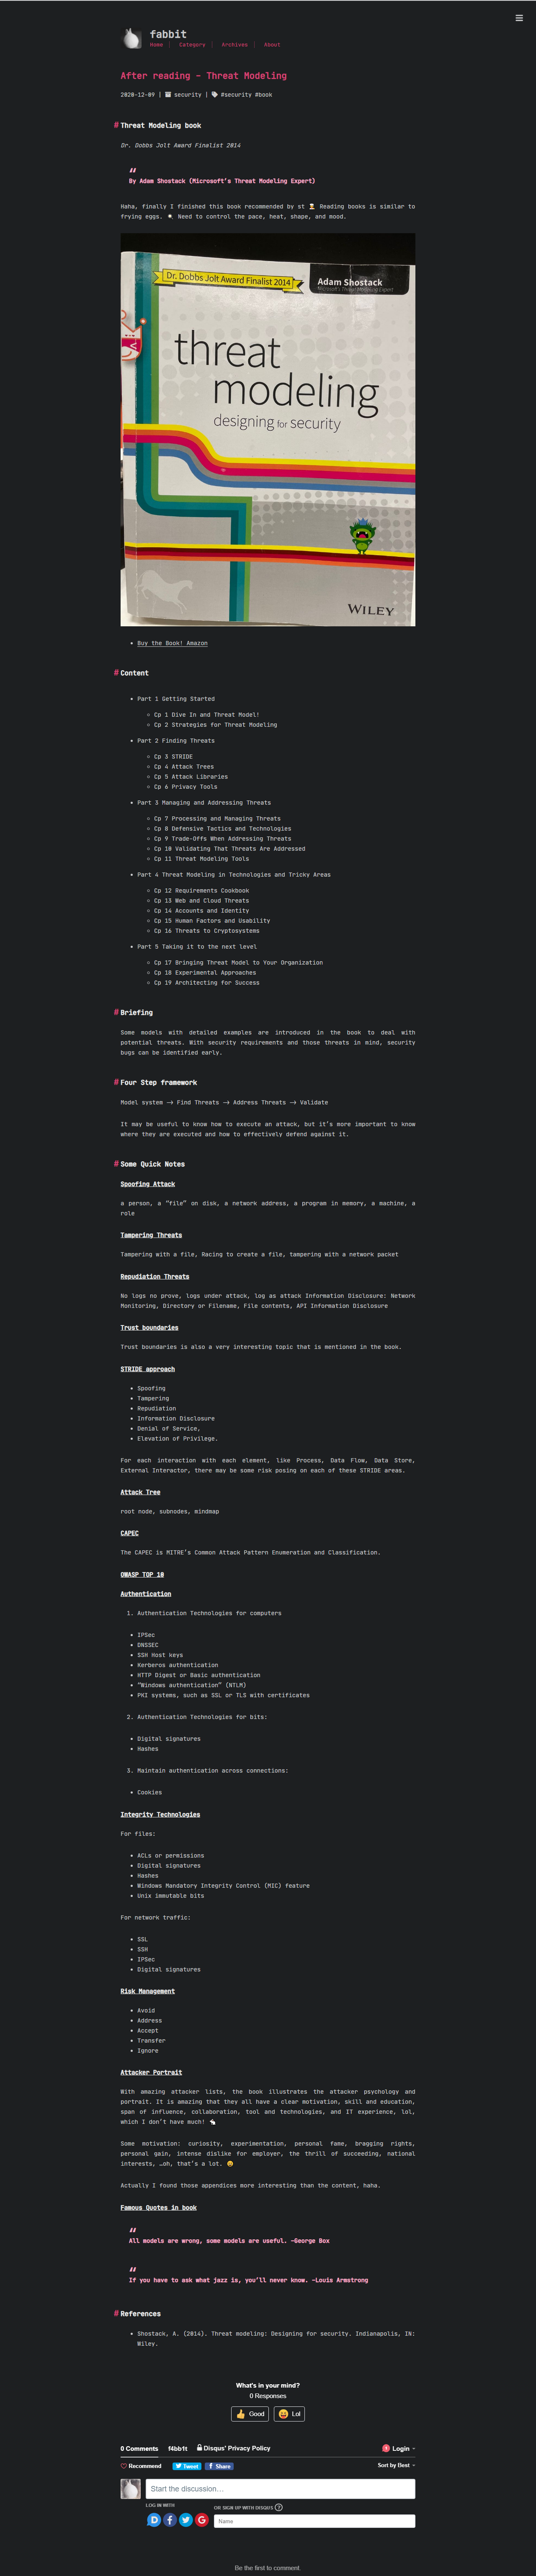 fabbit
Home | Category | Archives | About
After reading - Threat Modeling
2020-12-09 | security | #security #book
# Threat Modeling book
Dr. Dobbs Jolt Award Finalist 2014
“
By Adam Shostack (Microsoft’s Threat Modeling Expert)
Haha, finally I finished this book recommended by st 👨‍🍳 Reading books is similar to
frying eggs. 🍳 Need to control the pace, heat, shape, and mood.
Dr. Dobbs Jolt Award Finalist 2014
Adam Shostack
Microsoft's Threat Modeling Expert
threat
modeling
designing for security
WILEY
• Buy the Book! Amazon
# Content
• Part 1 Getting Started
◦ Cp 1 Dive In and Threat Model!
◦ Cp 2 Strategies for Threat Modeling
• Part 2 Finding Threats
◦ Cp 3 STRIDE
◦ Cp 4 Attack Trees
◦ Cp 5 Attack Libraries
◦ Cp 6 Privacy Tools
• Part 3 Managing and Addressing Threats
◦ Cp 7 Processing and Managing Threats
◦ Cp 8 Defensive Tactics and Technologies
◦ Cp 9 Trade-Offs When Addressing Threats
◦ Cp 10 Validating That Threats Are Addressed
◦ Cp 11 Threat Modeling Tools
• Part 4 Threat Modeling in Technologies and Tricky Areas
◦ Cp 12 Requirements Cookbook
◦ Cp 13 Web and Cloud Threats
◦ Cp 14 Accounts and Identity
◦ Cp 15 Human Factors and Usability
◦ Cp 16 Threats to Cryptosystems
• Part 5 Taking it to the next level
◦ Cp 17 Bringing Threat Model to Your Organization
◦ Cp 18 Experimental Approaches
◦ Cp 19 Architecting for Success
# Briefing
Some models with detailed examples are introduced in the book to deal with
potential threats. With security requirements and those threats in mind, security
bugs can be identified early.
# Four Step framework
Model system -> Find Threats -> Address Threats -> Validate
It may be useful to know how to execute an attack, but it’s more important to know
where they are executed and how to effectively defend against it.
# Some Quick Notes
Spoofing Attack
a person, a “file” on disk, a network address, a program in memory, a machine, a
role
Tampering Threats
Tampering with a file, Racing to create a file, tampering with a network packet
Repudiation Threats
No logs no prove, logs under attack, log as attack Information Disclosure: Network
Monitoring, Directory or Filename, File contents, API Information Disclosure
Trust boundaries
Trust boundaries is also a very interesting topic that is mentioned in the book.
STRIDE approach
• Spoofing
• Tampering
• Repudiation
• Information Disclosure
• Denial of Service,
• Elevation of Privilege.
For each interaction with each element, like Process, Data Flow, Data Store,
External Interactor, there may be some risk posing on each of these STRIDE areas.
Attack Tree
root node, subnodes, mindmap
CAPEC
The CAPEC is MITRE’s Common Attack Pattern Enumeration and Classification.
OWASP TOP 10
Authentication
1. Authentication Technologies for computers
• IPSec
• DNSSEC
• SSH Host keys
• Kerberos authentication
• HTTP Digest or Basic authentication
• “Windows authentication” (NTLM)
• PKI systems, such as SSL or TLS with certificates
2. Authentication Technologies for bits:
• Digital signatures
• Hashes
3. Maintain authentication across connections:
• Cookies
Integrity Technologies
For files:
• ACLs or permissions
• Digital signatures
• Hashes
• Windows Mandatory Integrity Control (MIC) feature
• Unix immutable bits
For network traffic:
• SSL
• SSH
• IPSec
• Digital signatures
Risk Management
• Avoid
• Address
• Accept
• Transfer
• Ignore
Attacker Portrait
With amazing attacker lists, the book illustrates the attacker psychology and
portrait. It is amazing that they all have a clear motivation, skill and education,
span of influence, collaboration, tool and technologies, and IT experience, lol,
which I don’t have much! 🐇
Some motivation: curiosity, experimentation, personal fame, bragging rights,
personal gain, intense dislike for employer, the thrill of succeeding, national
interests, …oh, that’s a lot. 😮
Actually I found those appendices more interesting than the content, haha.
Famous Quotes in book
“
All models are wrong, some models are useful. –George Box
“
If you have to ask what jazz is, you’ll never know. –Louis Armstrong
# References
• Shostack, A. (2014). Threat modeling: Designing for security. Indianapolis, IN:
Wiley.
What's in your mind?
0 Responses
Good
Lol
0 Comments f4bb1t Disqus' Privacy Policy 1 Login
Recommend Tweet Share Sort by Best
Start the discussion…
LOG IN WITH
OR SIGN UP WITH DISQUS ?
D
Name
Be the first to comment.